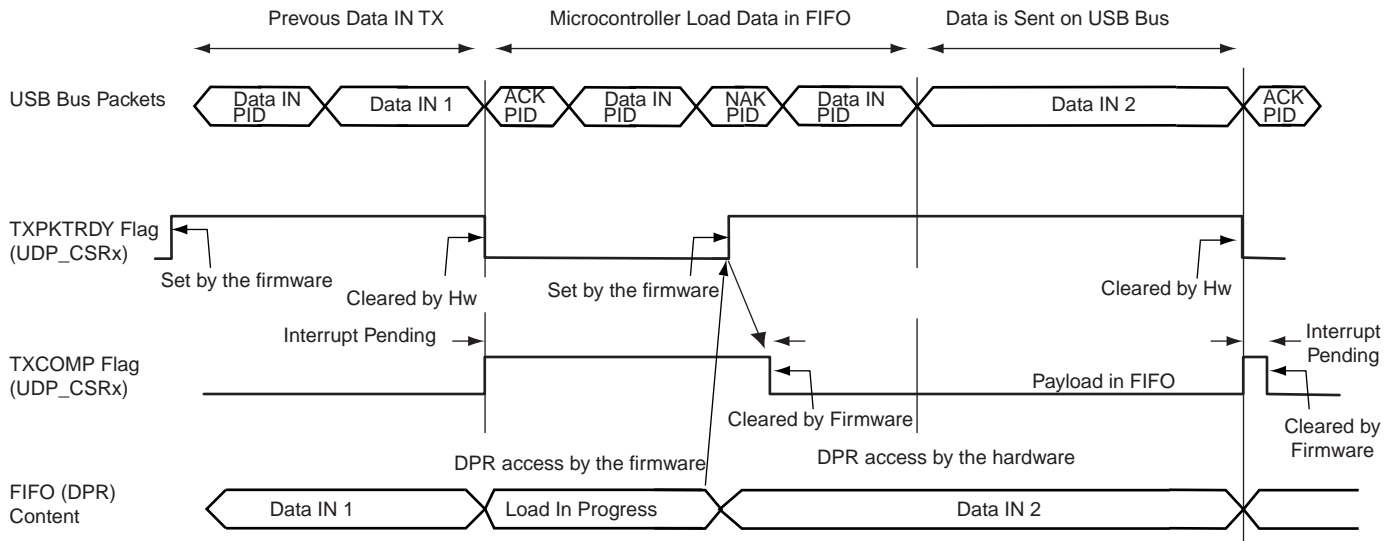 Prevous Data IN TX
Microcontroller Load Data in FIFO
Data is Sent on USB Bus
USB Bus Packets
Data IN
PID
Data IN 1
ACK
PID
Data IN
PID
NAK
PID
Data IN
PID
Data IN 2
ACK
PID
TXPKTRDY Flag
(UDP_CSRx)
Set by the firmware
Cleared by Hw
Set by the firmware
Cleared by Hw
Interrupt Pending
Interrupt
Pending
TXCOMP Flag
(UDP_CSRx)
Payload in FIFO
Cleared by Firmware
Cleared by
Firmware
DPR access by the firmware
DPR access by the hardware
FIFO (DPR)
Content
Data IN 1
Load In Progress
Data IN 2